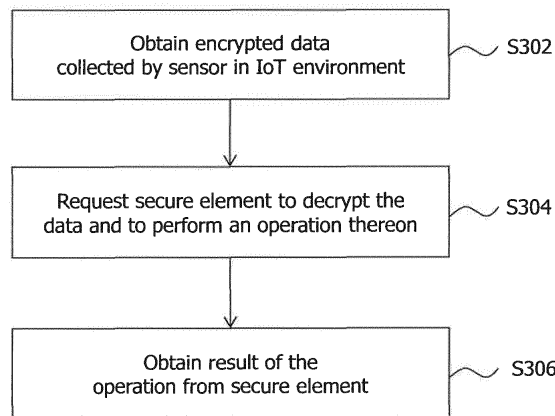 Obtain encrypted data
collected by sensor in IoT environment
S302
Request secure element to decrypt the
data and to perform an operation thereon
S304
Obtain result of the
operation from secure element
S306